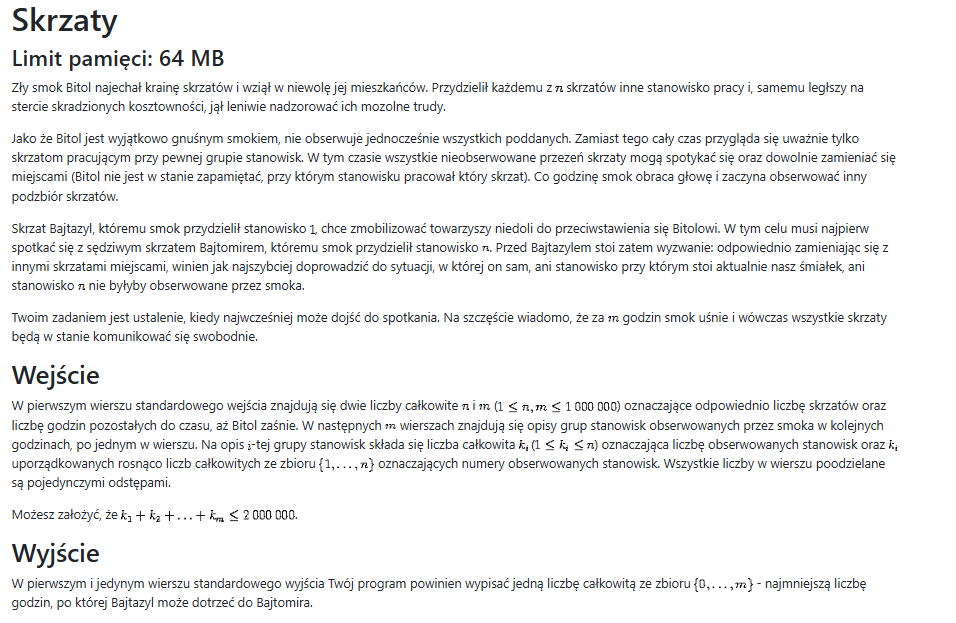 Skrzaty
Limit pamięci: 64 MB
Zły smok Bitol najechał krainę skrzatów i wziął w niewolę jej mieszkańców. Przydzielił każdemu z n skrzatów inne stanowisko pracy i, samemu ległszy na
stercie skradzionych kosztowności, jął leniwie nadzorować ich mozolne trudy.
Jako że Bitol jest wyjątkowo gnuśnym smokiem, nie obserwuje jednocześnie wszystkich poddanych. Zamiast tego cały czas przygląda się uważnie tylko
skrzatom pracującym przy pewnej grupie stanowisk. W tym czasie wszystkie nieobserwowane przezeń skrzaty mogą spotykać się oraz dowolnie zamieniać się
miejscami (Bitol nie jest w stanie zapamiętać, przy którym stanowisku pracował który skrzat). Co godzinę smok obraca głowę i zaczyna obserwować inny
podzbiór skrzatów.
Skrzat Bajtazyl, któremu smok przydzielił stanowisko 1, chce zmobilizować towarzyszy niedoli do przeciwstawienia się Bitolowi. W tym celu musi najpierw
spotkać się z sędziwym skrzatem Bajtomirem, któremu smok przydzielił stanowisko n. Przed Bajtazylem stoi zatem wyzwanie: odpowiednio zamieniając się z
innymi skrzatami miejscami, winien jak najszybciej doprowadzić do sytuacji, w której on sam, ani stanowisko przy którym stoi aktualnie nasz śmiałek, ani
stanowisko n nie byłyby obserwowane przez smoka.
Twoim zadaniem jest ustalenie, kiedy najwcześniej może dojść do spotkania. Na szczęście wiadomo, że za m godzin smok uśnie i wówczas wszystkie skrzaty
będą w stanie komunikować się swobodnie.
Wejście
W pierwszym wierszu standardowego wejścia znajdują się dwie liczby całkowite n i m (1 ≤ n, m ≤ 1 000 000) oznaczające odpowiednio liczbę skrzatów oraz
liczbę godzin pozostałych do czasu, aż Bitol zaśnie. W następnych m wierszach znajdują się opisy grup stanowisk obserwowanych przez smoka w kolejnych
godzinach, po jednym w wierszu. Na opis i-tej grupy stanowisk składa się liczba całkowita kᵢ (1 ≤ kᵢ ≤ n) oznaczająca liczbę obserwowanych stanowisk oraz kᵢ
uporządkowanych rosnąco liczb całkowitych ze zbioru {1, . . . , n} oznaczających numery obserwowanych stanowisk. Wszystkie liczby w wierszu poodzielane
są pojedynczymi odstępami.
Możesz założyć, że k₁ + k₂ + . . . + kₘ ≤ 2 000 000.
Wyjście
W pierwszym i jedynym wierszu standardowego wyjścia Twój program powinien wypisać jedną liczbę całkowitą ze zbioru {0, . . . , m} - najmniejszą liczbę
godzin, po której Bajtazyl może dotrzeć do Bajtomira.